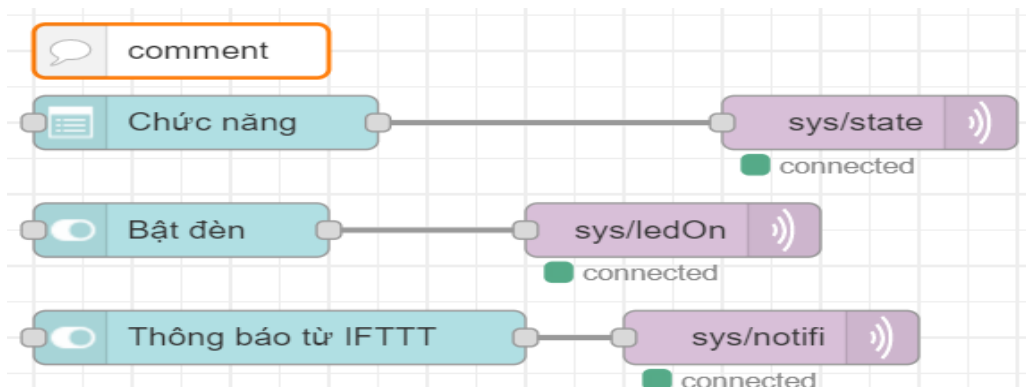 comment
Chức năng
sys/state
connected
Bật đèn
sys/ledOn
connected
Thông báo từ IFTTT
sys/notifi
connected